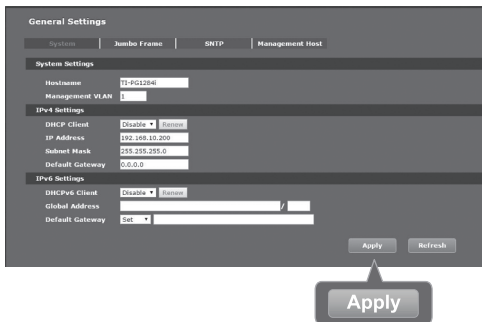 General Settings
System Jumbo Frame SNTP Management Host
System Settings
Hostname TI-PG1284i
Management VLAN 1
IPv4 Settings
DHCP Client Disable Renew
IP Address 192.168.10.200
Subnet Mask 255.255.255.0
Default Gateway 0.0.0.0
IPv6 Settings
DHCPv6 Client Disable Renew
Global Address /
Default Gateway Set
Apply Refresh
Apply